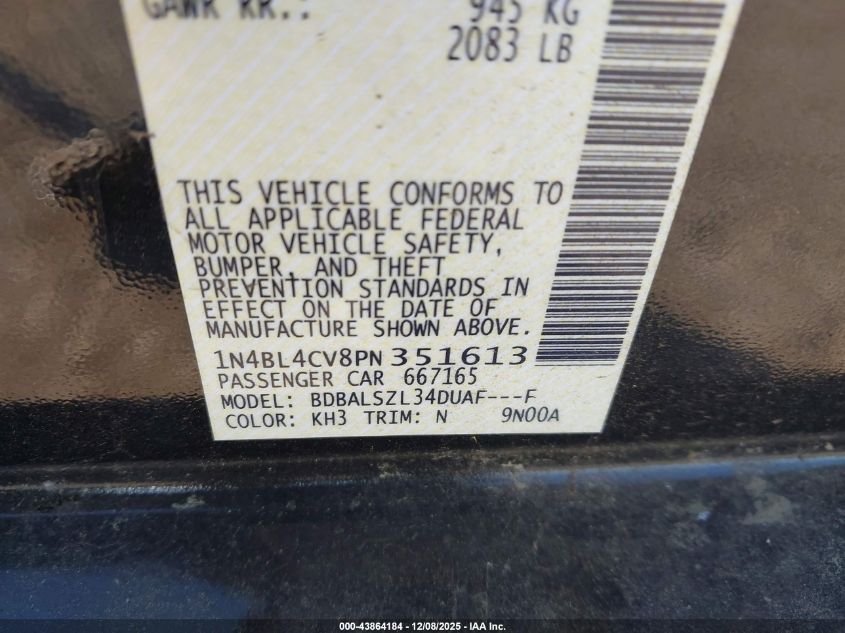 GAWR RR.: 945 KG
2083 LB
THIS VEHICLE CONFORMS TO
ALL APPLICABLE FEDERAL
MOTOR VEHICLE SAFETY,
BUMPER, AND THEFT
PREVENTION STANDARDS IN
EFFECT ON THE DATE OF
MANUFACTURE SHOWN ABOVE.
1N4BL4CV8PN351613
PASSENGER CAR 667165
MODEL: BDBALSZL34DUAF---F
COLOR: KH3 TRIM: N 9N00A
000-43864184 - 12/08/2025 - IAA Inc.